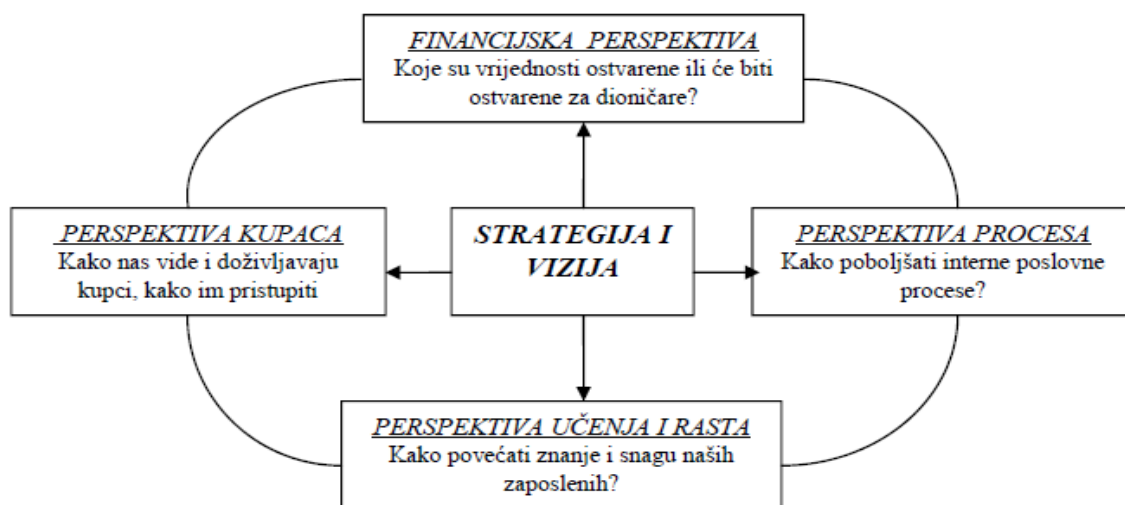 FINANCIJSKA PERSPEKTIVA
Koje su vrijednosti ostvarene ili će biti
ostvarene za dioničare?
PERSPEKTIVA KUPACA
Kako nas vide i doživljavaju
kupci, kako im pristupiti
STRATEGIJA I
VIZIJA
PERSPEKTIVA PROCESA
Kako poboljšati interne poslovne
procese?
PERSPEKTIVA UČENJA I RASTA
Kako povećati znanje i snagu naših
zaposlenih?